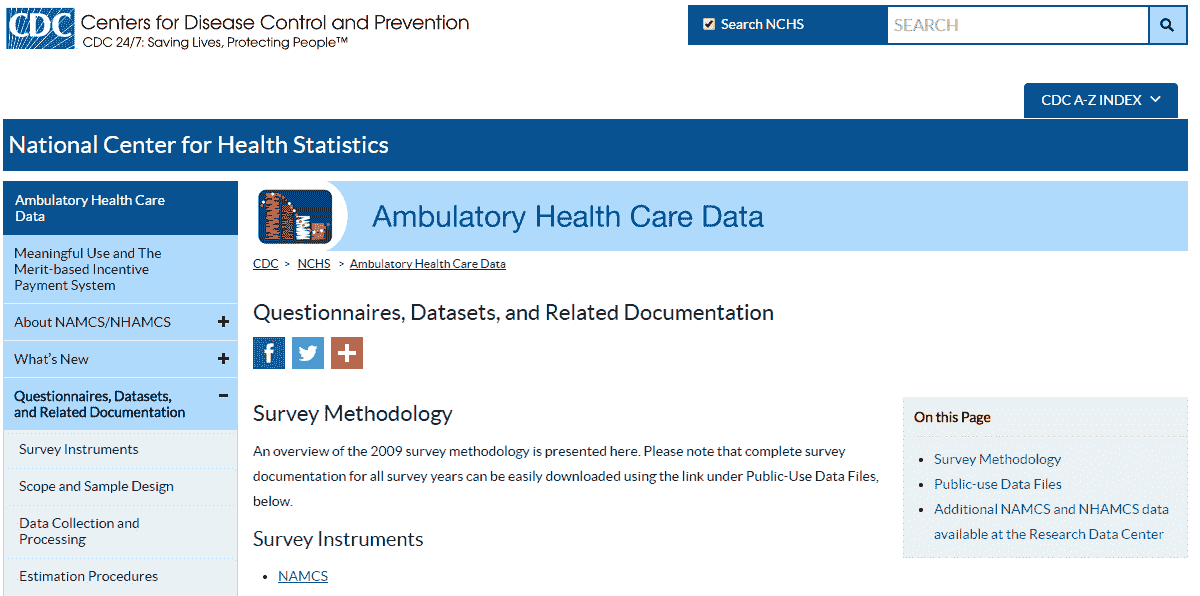 CDC
Centers for Disease Control and Prevention
CDC 24/7: Saving Lives, Protecting People™
Search NCHS
SEARCH
CDC A-Z INDEX
National Center for Health Statistics
Ambulatory Health Care
Data
Meaningful Use and The
Merit-based Incentive
Payment System
About NAMCS/NHAMCS
What's New
Questionnaires, Datasets,
and Related Documentation
Survey Instruments
Scope and Sample Design
Data Collection and
Processing
Estimation Procedures
Ambulatory Health Care Data
CDC > NCHS > Ambulatory Health Care Data
Questionnaires, Datasets, and Related Documentation
Survey Methodology
An overview of the 2009 survey methodology is presented here. Please note that complete survey
documentation for all survey years can be easily downloaded using the link under Public-Use Data Files,
below.
Survey Instruments
• NAMCS
On this Page
• Survey Methodology
• Public-use Data Files
• Additional NAMCS and NHAMCS data
available at the Research Data Center